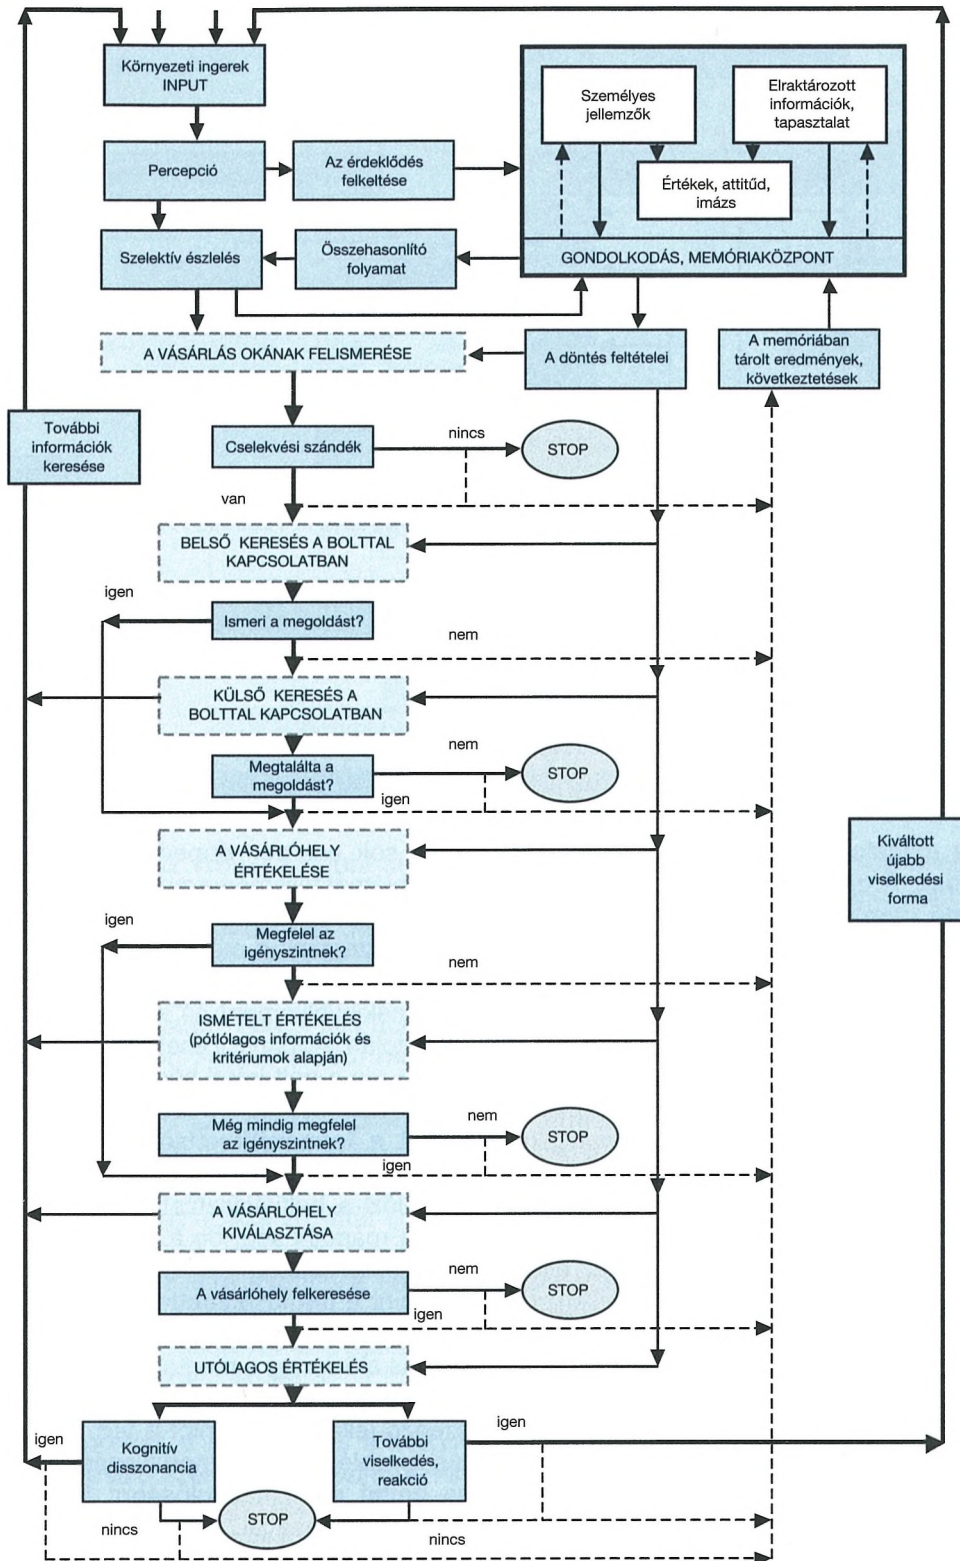 Környezeti ingerek
INPUT
Személyes
jellemzők
Elraktározott
információk,
tapasztalat
Percepció
Az érdeklődés
felkeltése
Értékek, attitűd,
imázs
Szelektív észlelés
Összehasonlító
folyamat
GONDOLKODÁS, MEMÓRIAKÖZPONT
A VÁSÁRLÁS OKÁNAK FELISMERÉSE
A döntés feltételei
A memóriában
tárolt eredmények,
következtetések
További
információk
keresése
Cselekvési szándék
nincs
STOP
van
BELSŐ KERESÉS A BOLTTAL
KAPCSOLATBAN
igen
Ismeri a megoldást?
nem
KÜLSŐ KERESÉS A
BOLTTAL KAPCSOLATBAN
Megtalálta a
megoldást?
nem
STOP
igen
A VÁSÁRLÓHELY
ÉRTÉKELÉSE
Kiváltott
újabb
viselkedési
forma
igen
Megfelel az
igényszintnek?
nem
ISMÉTELT ÉRTÉKELÉS
(pótlólagos információk és
kritériumok alapján)
Még mindig megfelel
az igényszintnek?
nem
STOP
igen
A VÁSÁRLÓHELY
KIVÁLASZTÁSA
A vásárlóhely felkeresése
nem
STOP
igen
UTÓLAGOS ÉRTÉKELÉS
igen
Kognitív
disszonancia
További
viselkedés,
reakció
igen
nincs
STOP
nincs